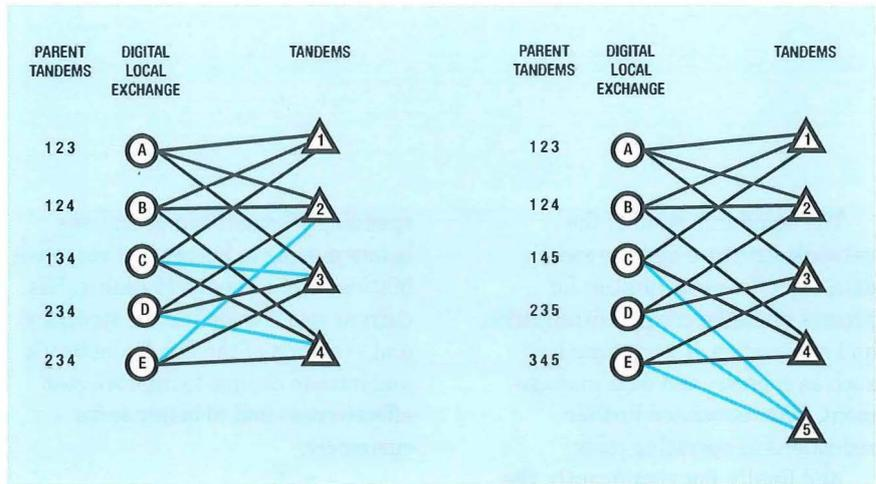 PARENT DIGITAL TANDEMS
TANDEMS LOCAL
EXCHANGE
123 A 1
124 B 2
134 C 3
234 D 4
234 E
PARENT DIGITAL TANDEMS
TANDEMS LOCAL
EXCHANGE
123 A 1
124 B 2
145 C 3
235 D 4
345 E 5